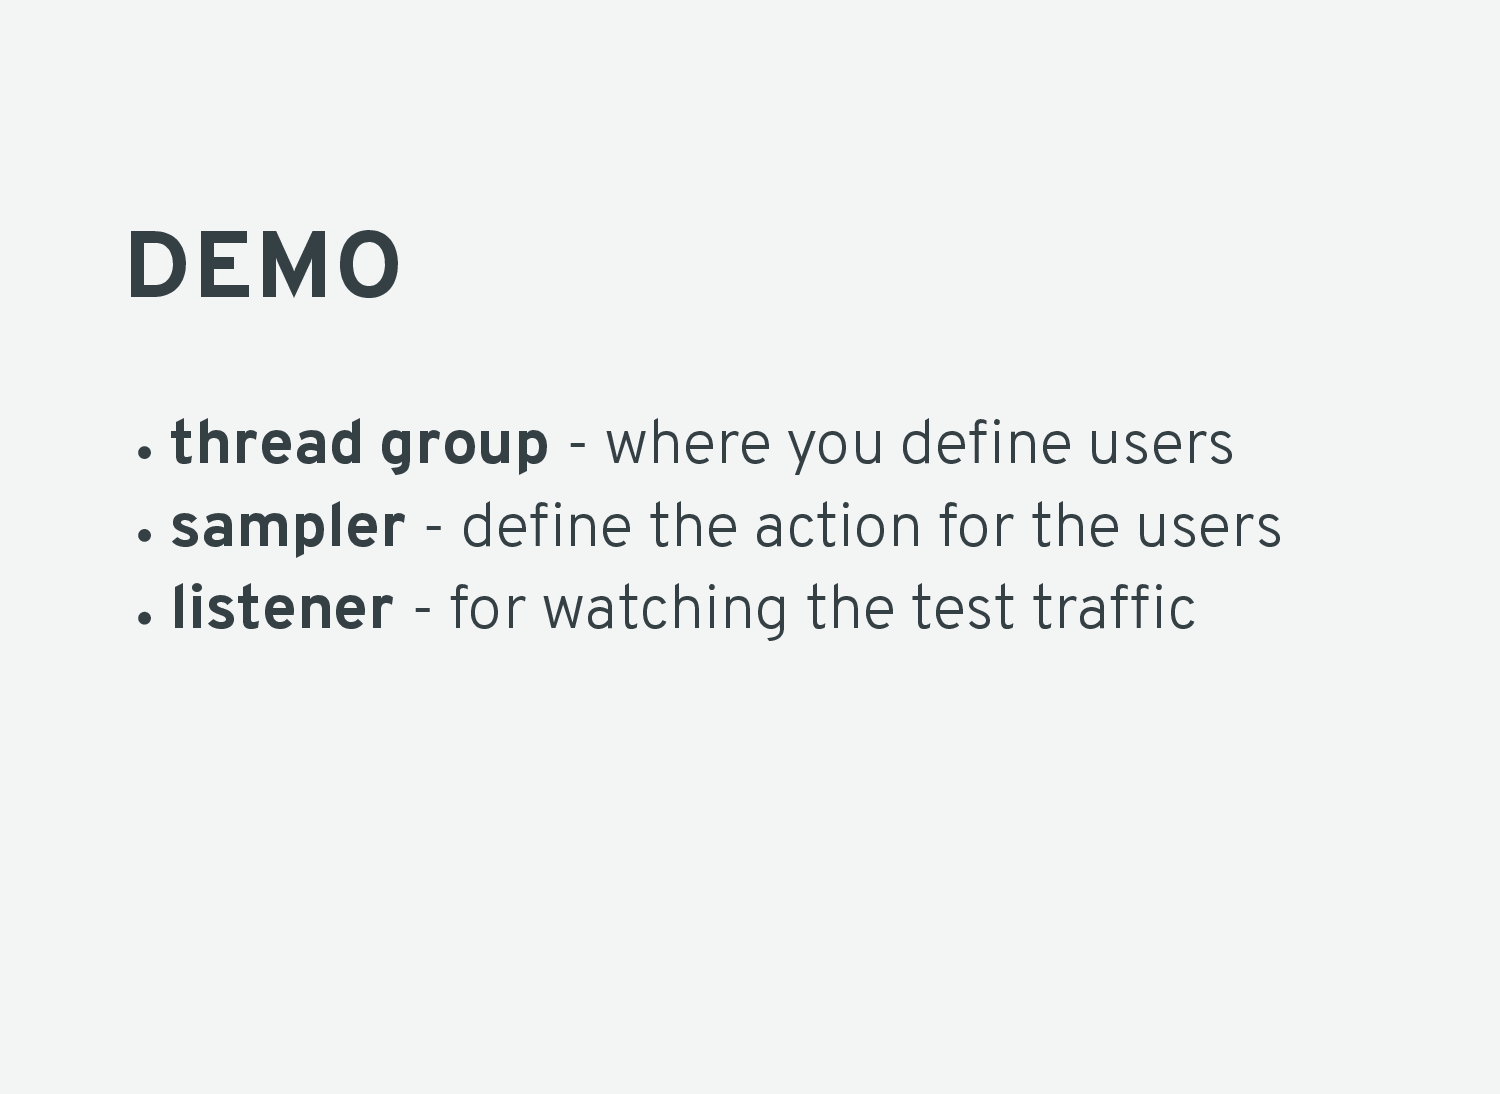 DEMO
• thread group - where you define users
• sampler - define the action for the users
• listener - for watching the test traffic